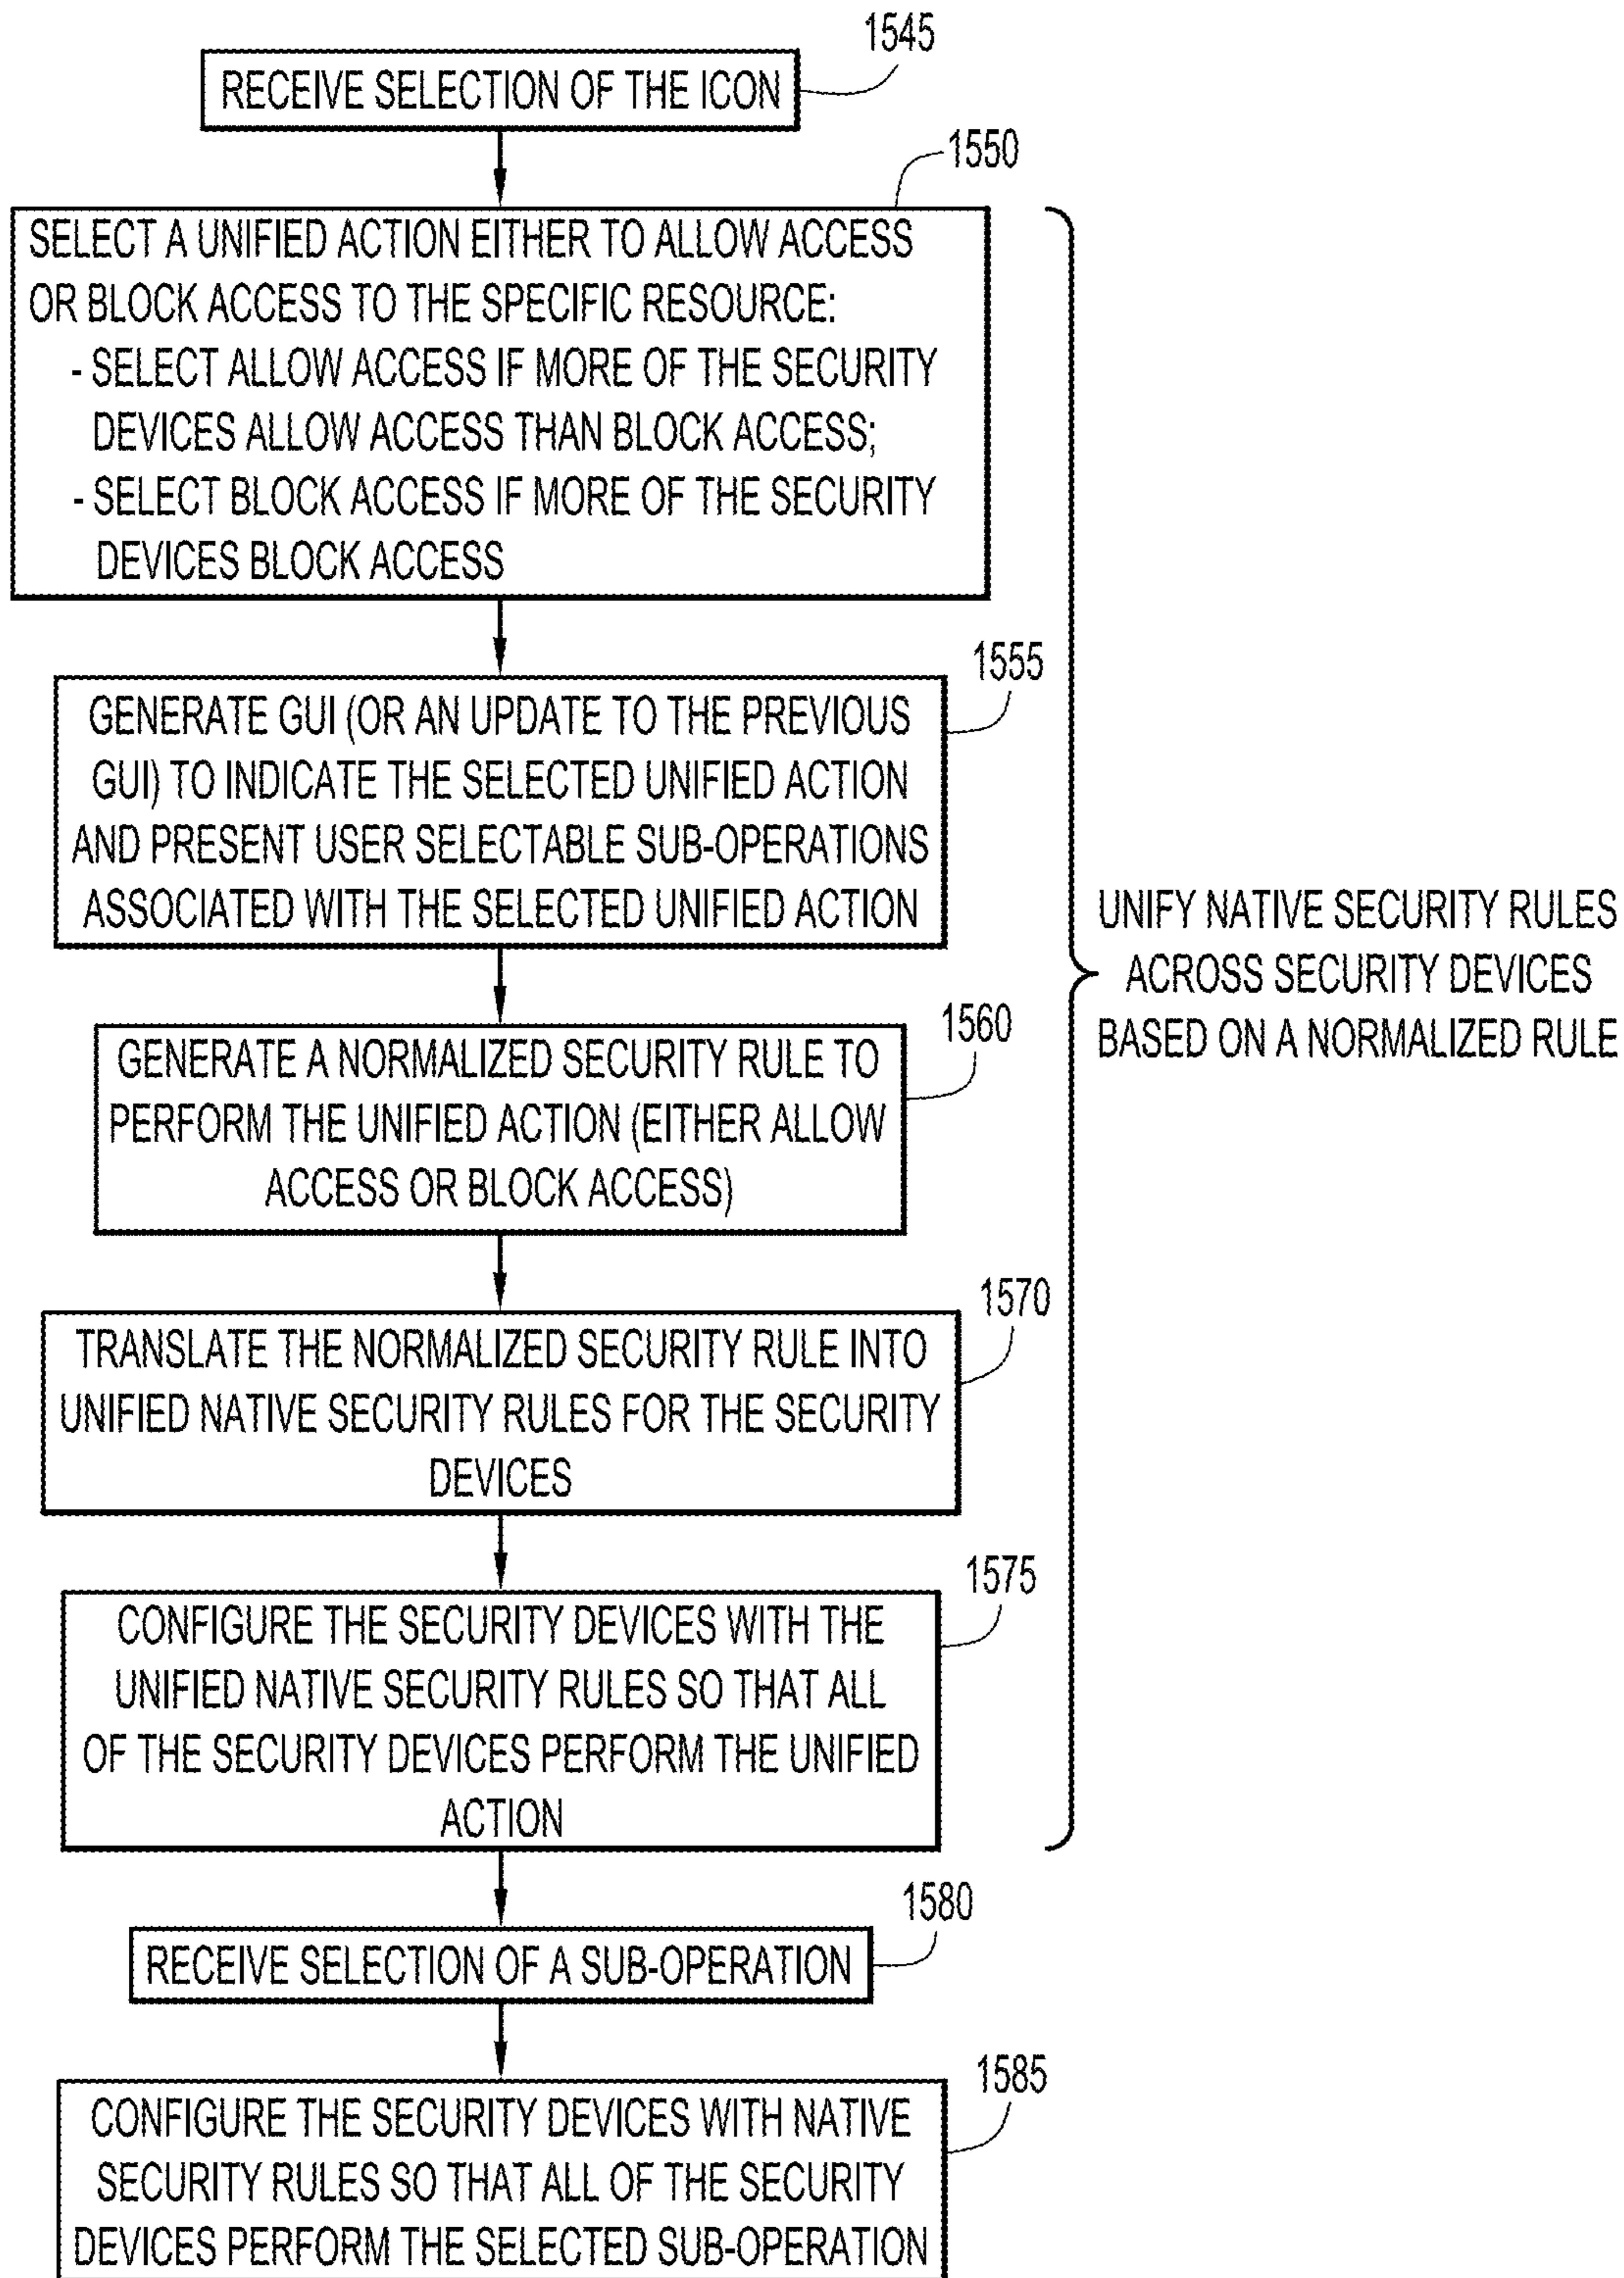 1545
RECEIVE SELECTION OF THE ICON
1550
SELECT A UNIFIED ACTION EITHER TO ALLOW ACCESS
OR BLOCK ACCESS TO THE SPECIFIC RESOURCE:
- SELECT ALLOW ACCESS IF MORE OF THE SECURITY
DEVICES ALLOW ACCESS THAN BLOCK ACCESS;
- SELECT BLOCK ACCESS IF MORE OF THE SECURITY
DEVICES BLOCK ACCESS
1555
GENERATE GUI (OR AN UPDATE TO THE PREVIOUS
GUI) TO INDICATE THE SELECTED UNIFIED ACTION
AND PRESENT USER SELECTABLE SUB-OPERATIONS
ASSOCIATED WITH THE SELECTED UNIFIED ACTION
UNIFY NATIVE SECURITY RULES
ACROSS SECURITY DEVICES
BASED ON A NORMALIZED RULE
1560
GENERATE A NORMALIZED SECURITY RULE TO
PERFORM THE UNIFIED ACTION (EITHER ALLOW
ACCESS OR BLOCK ACCESS)
1570
TRANSLATE THE NORMALIZED SECURITY RULE INTO
UNIFIED NATIVE SECURITY RULES FOR THE SECURITY
DEVICES
1575
CONFIGURE THE SECURITY DEVICES WITH THE
UNIFIED NATIVE SECURITY RULES SO THAT ALL
OF THE SECURITY DEVICES PERFORM THE UNIFIED
ACTION
1580
RECEIVE SELECTION OF A SUB-OPERATION
1585
CONFIGURE THE SECURITY DEVICES WITH NATIVE
SECURITY RULES SO THAT ALL OF THE SECURITY
DEVICES PERFORM THE SELECTED SUB-OPERATION